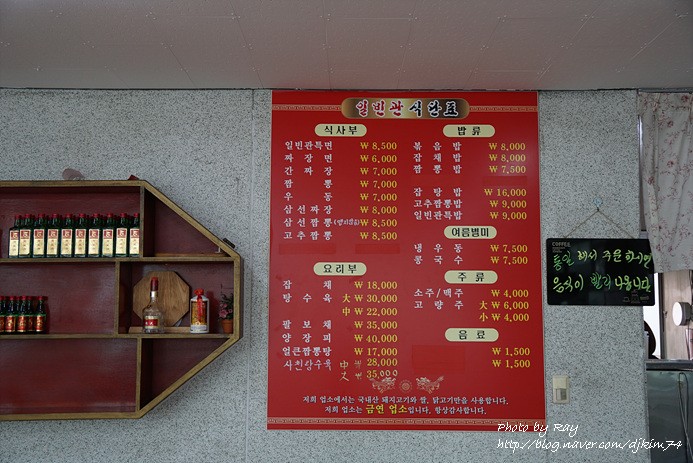 일빈관 식단표
식사부
일빈관특면 ₩ 8,500
짜장면 ₩ 6,000
간짜장 ₩ 7,000
짬뽕 ₩ 7,000
우동 ₩ 7,000
삼선짜장 ₩ 8,000
삼선짬뽕 ₩ 8,500
고추짬뽕 ₩ 8,500
요리부
잡채 ₩ 18,000
탕수육 大 ₩ 30,000
中 ₩ 22,000
팔보채 ₩ 35,000
양장피 ₩ 40,000
얼큰짬뽕탕 ₩ 17,000
사천탕수육 中 28,000
大 35,000
밥류
볶음밥 ₩ 8,000
잡채밥 ₩ 8,000
짬뽕밥 ₩ 7,500
잡탕밥 ₩ 16,000
고추짬뽕밥 ₩ 9,000
일빈관특밥 ₩ 9,000
여름별미
냉우동 ₩ 7,500
콩국수 ₩ 7,500
주류
소주/맥주 ₩ 4,000
고량주 大 ₩ 6,000
小 ₩ 4,000
음료
₩ 1,500
₩ 1,500
저희 업소에서는 국내산 돼지고기와 쌀, 닭고기만을 사용합니다.
저희 업소는 금연 업소입니다. 항상감사합니다.
COFFEE
통일 해서 주문 하시면
음식이 빨리 나옵니다.
Photo by Ray
http://blog.naver.com/djkim74